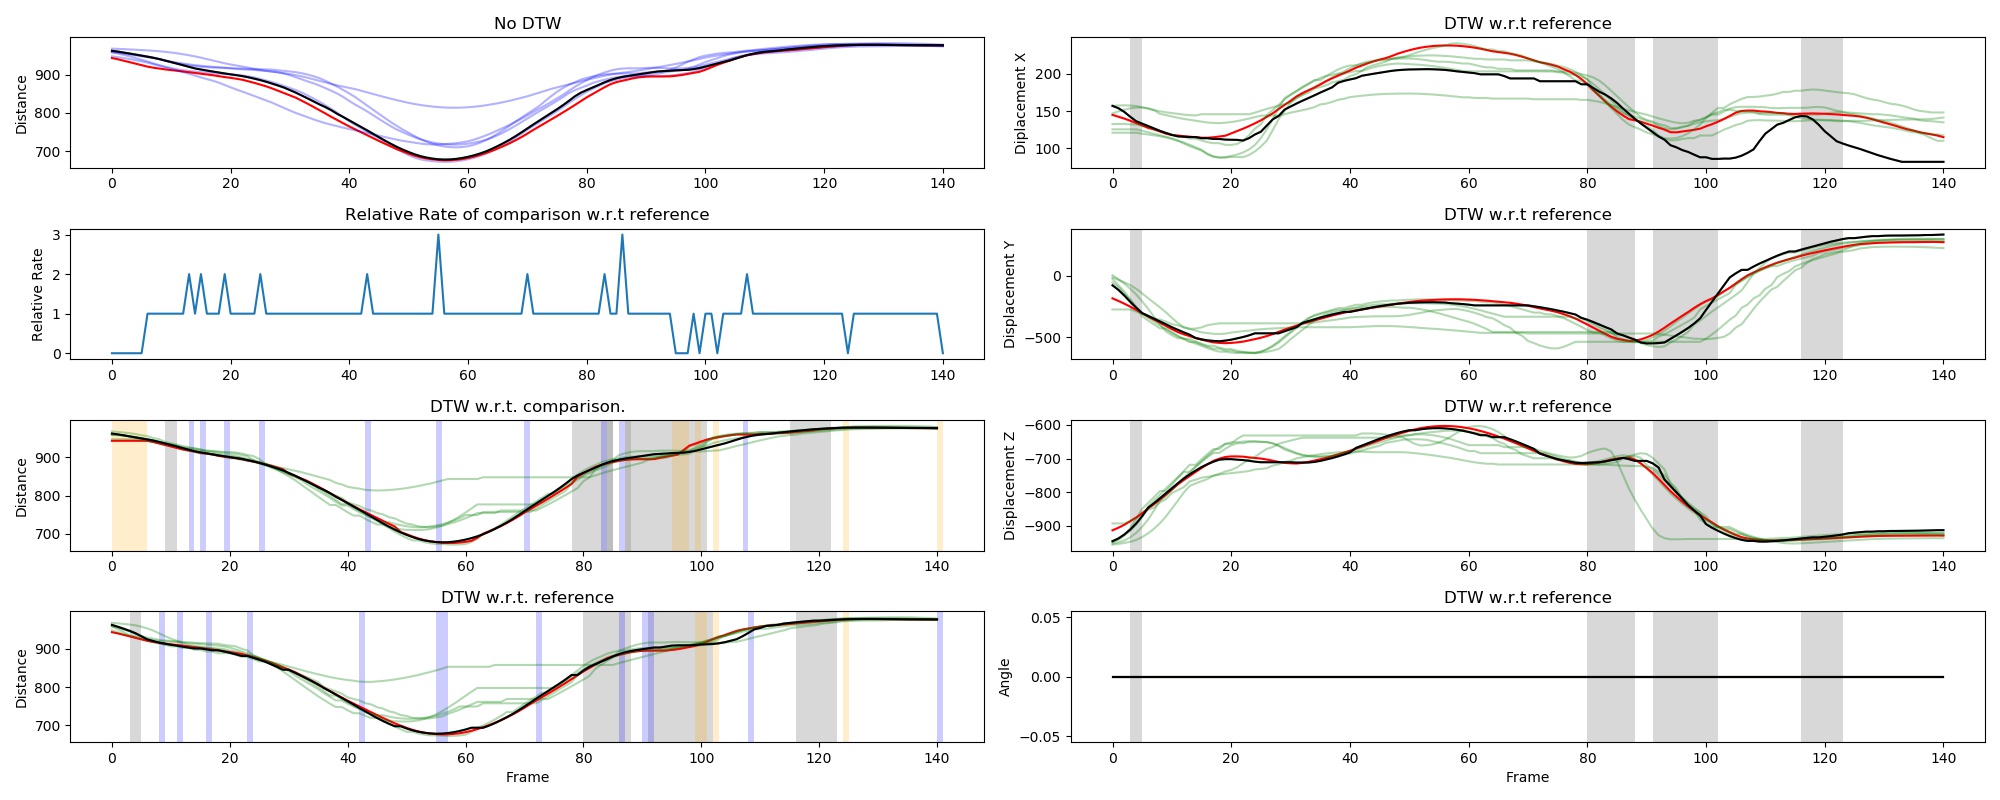 No DTW
Distance
900
800
700
0 20 40 60 80 100 120 140
Relative Rate of comparison w.r.t reference
Relative Rate
3
2
1
0
0 20 40 60 80 100 120 140
DTW w.r.t. comparison.
Distance
900
800
700
0 20 40 60 80 100 120 140
DTW w.r.t. reference
Distance
900
800
700
0 20 40 60 80 100 120 140
Frame
DTW w.r.t reference
Diplacement X
200
150
100
0 20 40 60 80 100 120 140
DTW w.r.t reference
Displacement Y
0
−500
0 20 40 60 80 100 120 140
DTW w.r.t reference
Displacement Z
−600
−700
−800
−900
0 20 40 60 80 100 120 140
DTW w.r.t reference
Angle
0.05
0.00
−0.05
0 20 40 60 80 100 120 140
Frame